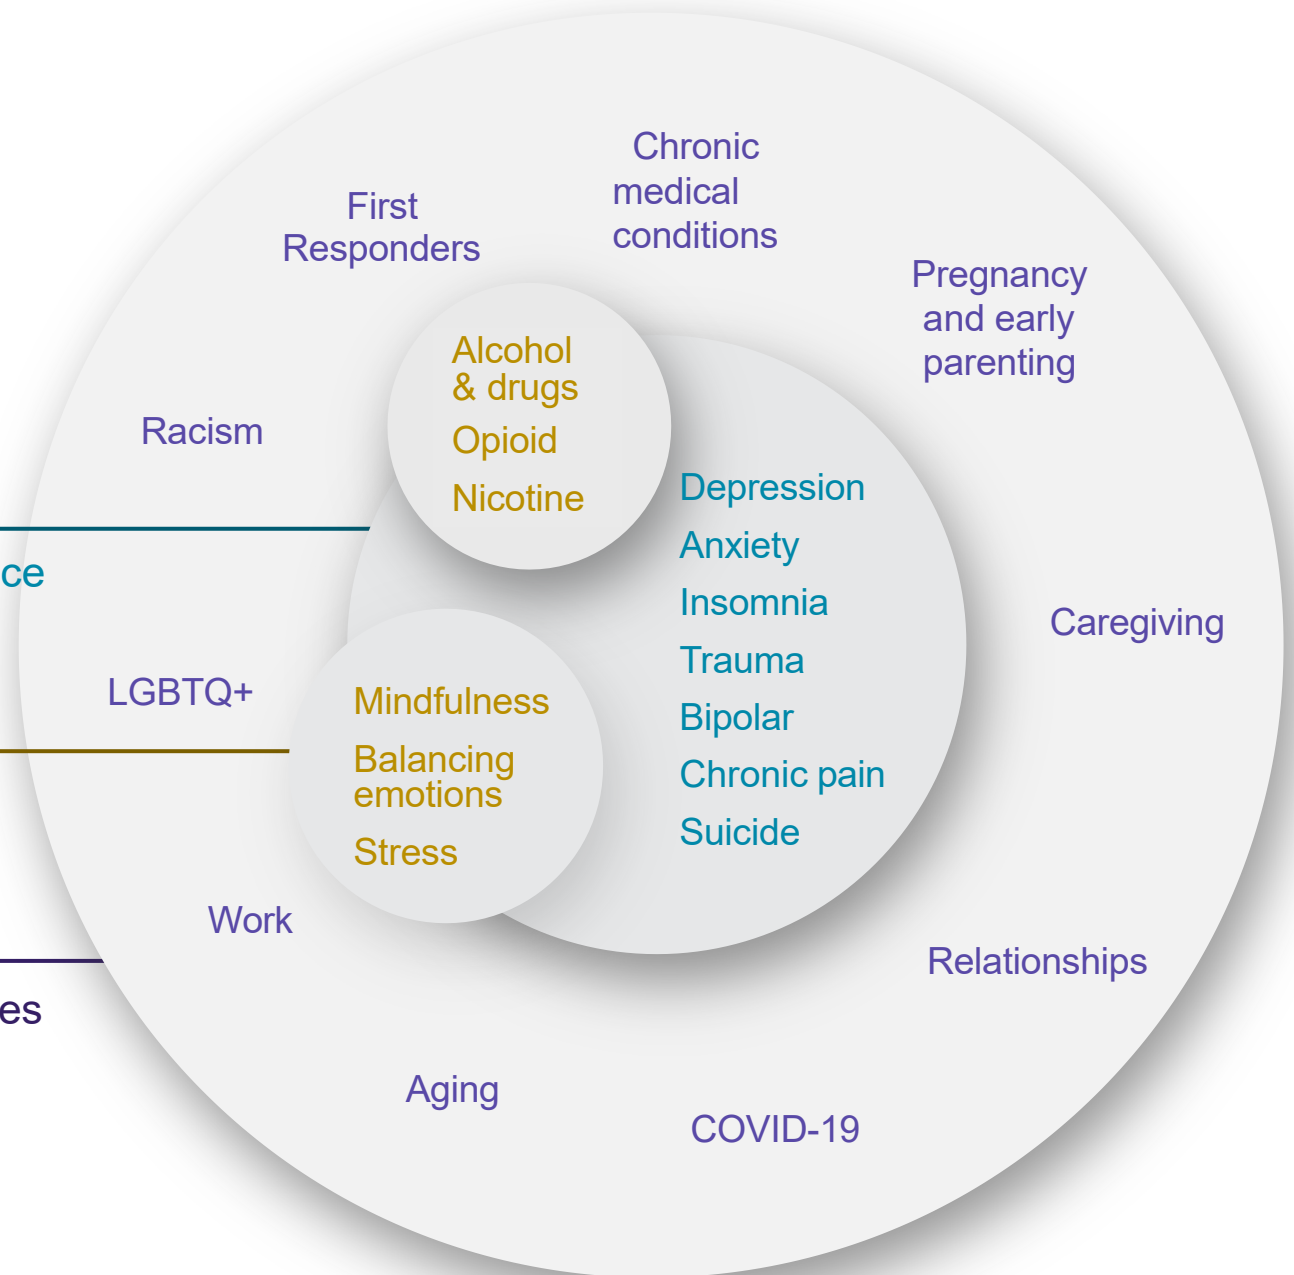 Chronic
medical
conditions
First
Responders
Pregnancy
and early
parenting
Alcohol
& drugs
Opioid
Nicotine
Racism
Depression
Anxiety
Insomnia
Trauma
Bipolar
Chronic pain
Suicide
ce
Caregiving
LGBTQ+
Mindfulness
Balancing
emotions
Stress
Work
Relationships
es
Aging
COVID-19